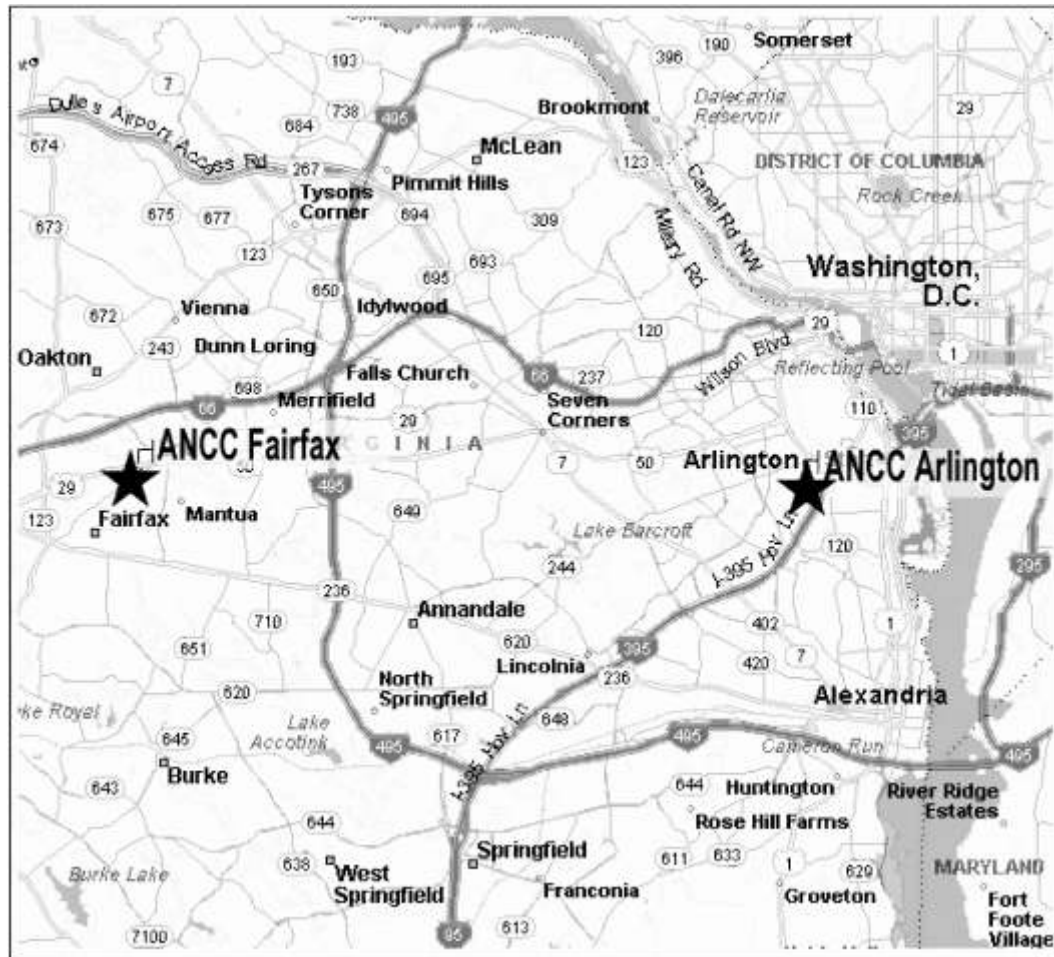 Somerset
190
396
193
7
29
495
Brookmont
Dalecarlia
Reservoir
738
684
Dulles Airport Access Rd
674
McLean
123
DISTRICT OF COLUMBIA
267
Pimmit Hills
Rock Creek
Tysons
Corner
Canal Rd NW
675
677
694
309
673
123
693
695
Washington,
D.C.
650
Idylwood
672
Vienna
120
29
243
Dunn Loring
Wilson Blvd
Oakton
1
Reflecting Pool
Falls Church
66
237
698
Merrifield
Tidal Basin
66
29
Seven
Corners
110
395
ANCC Fairfax
RGINIA
7
50
Arlington
ANCC Arlington
29
495
123
Mantua
649
Fairfax
Lake Barcroft
I-395 Hov Ln
120
244
295
236
Annandale
710
620
402
1
651
Lincolnia
395
420
7
236
620
North
Springfield
Alexandria
ke Royal
Lake
Accotink
648
617
495
495
I-395 Hov Ln
Cameron Run
495
645
Burke
643
644
Huntington
River Ridge
Estates
644
Rose Hill Farms
638
West
Springfield
Springfield
611
633
1
629
MARYLAND
Burke Lake
Franconia
Groveton
Fort
Foote
Village
7100
95
613